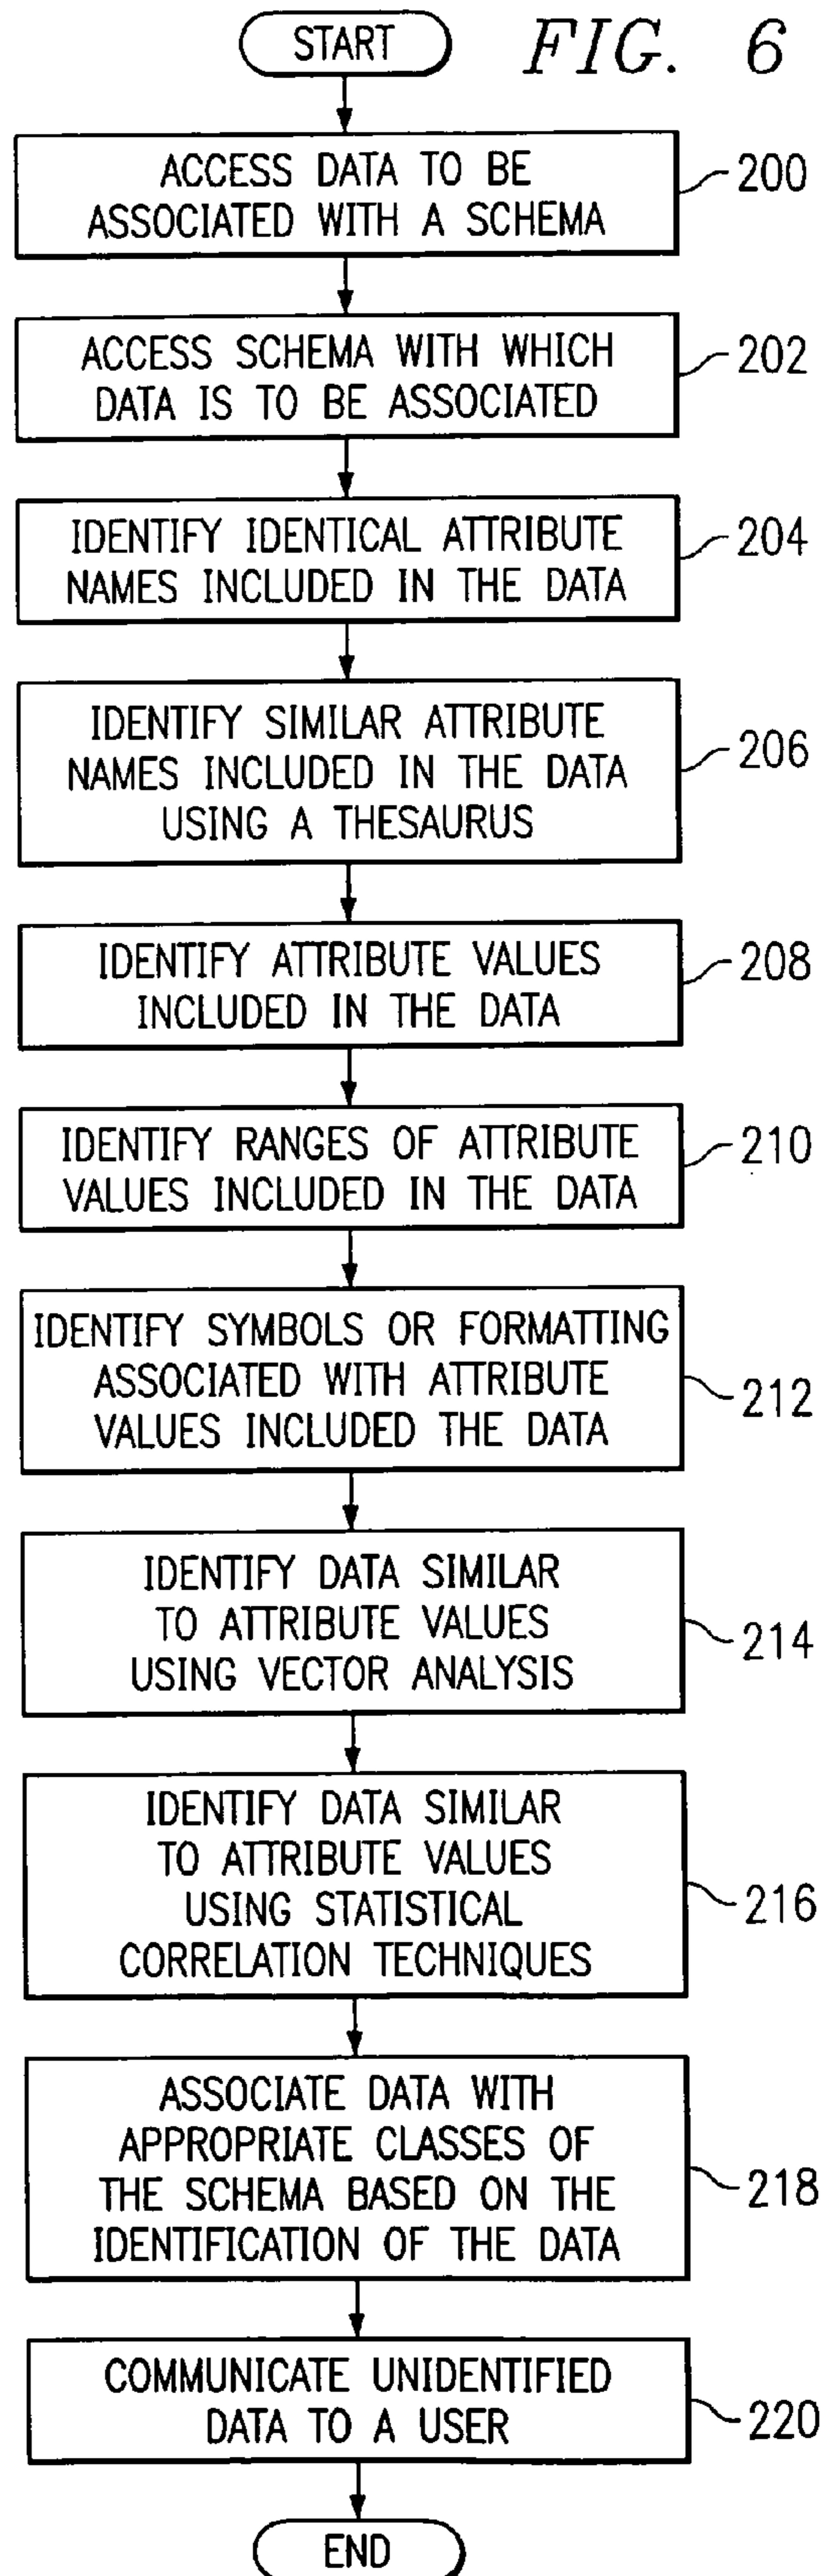 START
FIG. 6
ACCESS DATA TO BE
ASSOCIATED WITH A SCHEMA
200
ACCESS SCHEMA WITH WHICH
DATA IS TO BE ASSOCIATED
202
IDENTIFY IDENTICAL ATTRIBUTE
NAMES INCLUDED IN THE DATA
204
IDENTIFY SIMILAR ATTRIBUTE
NAMES INCLUDED IN THE DATA
USING A THESAURUS
206
IDENTIFY ATTRIBUTE VALUES
INCLUDED IN THE DATA
208
IDENTIFY RANGES OF ATTRIBUTE
VALUES INCLUDED IN THE DATA
210
IDENTIFY SYMBOLS OR FORMATTING
ASSOCIATED WITH ATTRIBUTE
VALUES INCLUDED THE DATA
212
IDENTIFY DATA SIMILAR
TO ATTRIBUTE VALUES
USING VECTOR ANALYSIS
214
IDENTIFY DATA SIMILAR
TO ATTRIBUTE VALUES
USING STATISTICAL
CORRELATION TECHNIQUES
216
ASSOCIATE DATA WITH
APPROPRIATE CLASSES OF
THE SCHEMA BASED ON THE
IDENTIFICATION OF THE DATA
218
COMMUNICATE UNIDENTIFIED
DATA TO A USER
220
END